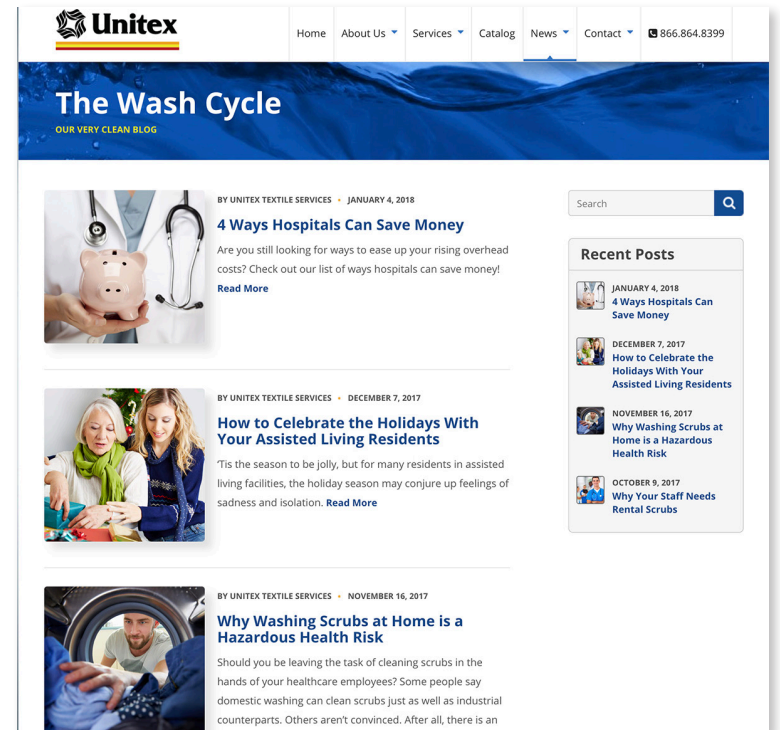 Unitex
Home
About Us
Services
Catalog
News
Contact
866.864.8399
The Wash Cycle
OUR VERY CLEAN BLOG
BY UNITEX TEXTILE SERVICES • JANUARY 4, 2018
4 Ways Hospitals Can Save Money
Are you still looking for ways to ease up your rising overhead
costs? Check out our list of ways hospitals can save money!
Read More
BY UNITEX TEXTILE SERVICES • DECEMBER 7, 2017
How to Celebrate the Holidays With
Your Assisted Living Residents
'Tis the season to be jolly, but for many residents in assisted
living facilities, the holiday season may conjure up feelings of
sadness and isolation. Read More
BY UNITEX TEXTILE SERVICES • NOVEMBER 16, 2017
Why Washing Scrubs at Home is a
Hazardous Health Risk
Should you be leaving the task of cleaning scrubs in the
hands of your healthcare employees? Some people say
domestic washing can clean scrubs just as well as industrial
counterparts. Others aren't convinced. After all, there is an
Search
Recent Posts
JANUARY 4, 2018
4 Ways Hospitals Can
Save Money
DECEMBER 7, 2017
How to Celebrate the
Holidays With Your
Assisted Living Residents
NOVEMBER 16, 2017
Why Washing Scrubs at
Home is a Hazardous
Health Risk
OCTOBER 9, 2017
Why Your Staff Needs
Rental Scrubs